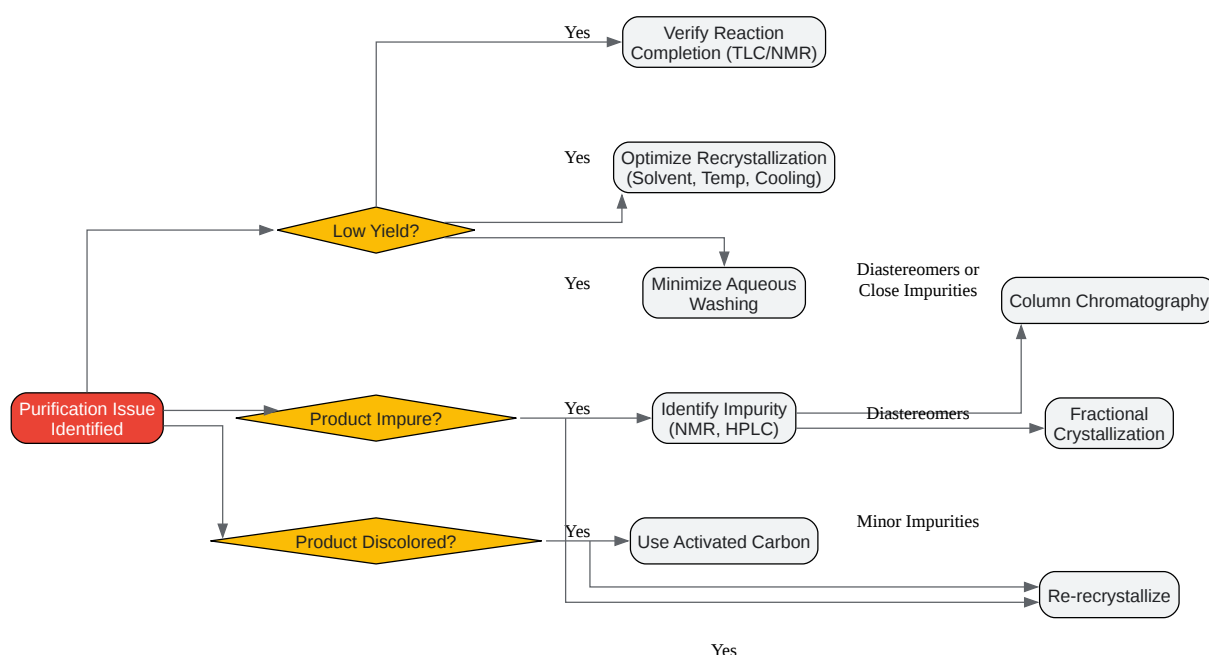 Yes
Verify Reaction
Completion (TLC/NMR)
Yes
Optimize Recrystallization
(Solvent, Temp, Cooling)
Low Yield?
Yes
Minimize Aqueous
Washing
Diastereomers or
Close Impurities
Column Chromatography
Purification Issue
Identified
Product Impure?
Yes
Identify Impurity
(NMR, HPLC)
Diastereomers
Fractional
Crystallization
Product Discolored?
Yes
Use Activated Carbon
Minor Impurities
Re-recrystallize
Yes